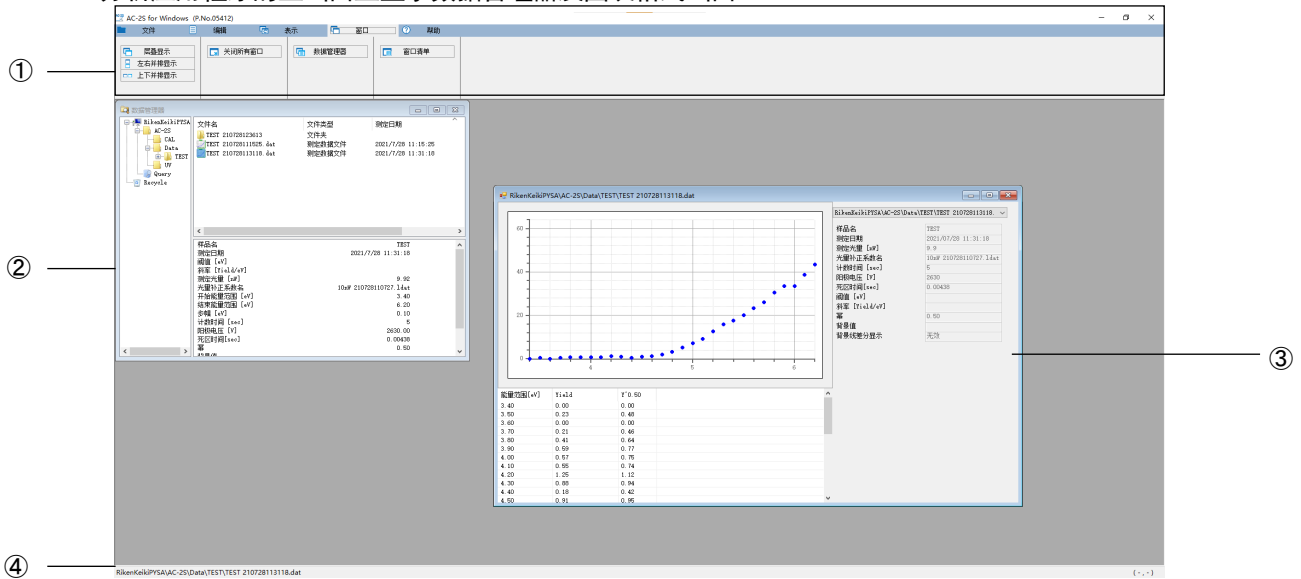 AC-2S for Windows (P.No.05412)
文件 编辑 表示 窗口 帮助
层叠显示 关闭所有窗口 数据管理器 窗口清单
左右并排显示
上下并排显示
①
数据管理器
RikenKeikiPYSA
AC-2S
CAL
Data
TEST
UV
Query
Recycle
文件名 文件类型 测定日期
TEST 210728123613 文件夹
TEST 210728111525.dat 测定数据文件 2021/7/28 11:15:25
TEST 210728113118.dat 测定数据文件 2021/7/28 11:31:18
样品名 TEST
测定日期 2021/7/28 11:31:18
阈值 [eV]
斜率 [Yield/eV]
测定光量 [nW] 9.92
光量补正系数名 10nW 210728110727.ldat
开始能量范围 [eV] 3.40
结束能量范围 [eV] 6.20
步幅 [eV] 0.10
计数时间 [sec] 5
阳极电压 [V] 2630.00
死区时间[sec] 0.00438
幂 0.50
②
RikenKeikiPYSA\AC-2S\Data\TEST\TEST 210728113118.dat
60
40
20
0
4 5 6
RikenKeikiPYSA\AC-2S\Data\TEST\TEST 210728113118.
样品名 TEST
测定日期 2021/07/28 11:31:18
测定光量 [nW] 9.9
光量补正系数名 10nW 210728110727.ldat
计数时间 [sec] 5
阳极电压 [V] 2630
死区时间[sec] 0.00438
阈值 [eV]
斜率 [Yield/eV]
幂 0.50
背景值
背景线差分显示 无效
③
能量范围[eV] Yield Y^0.50
3.40 0.00 0.00
3.50 0.23 0.48
3.60 0.00 0.00
3.70 0.21 0.46
3.80 0.41 0.64
3.90 0.59 0.77
4.00 0.57 0.75
4.10 0.55 0.74
4.20 1.25 1.12
4.30 0.88 0.94
4.40 0.18 0.42
4.50 0.91 0.95
④
RikenKeikiPYSA\AC-2S\Data\TEST\TEST 210728113118.dat (-,-)